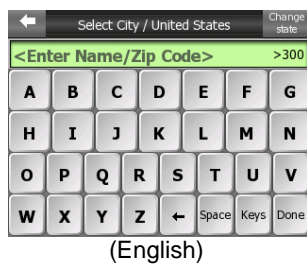 Select City / United States
Change state
<Enter Name/Zip Code> >300
A B C D E F G
H I J K L M N
O P Q R S T U V
W X Y Z ← Space Keys Done
(English)